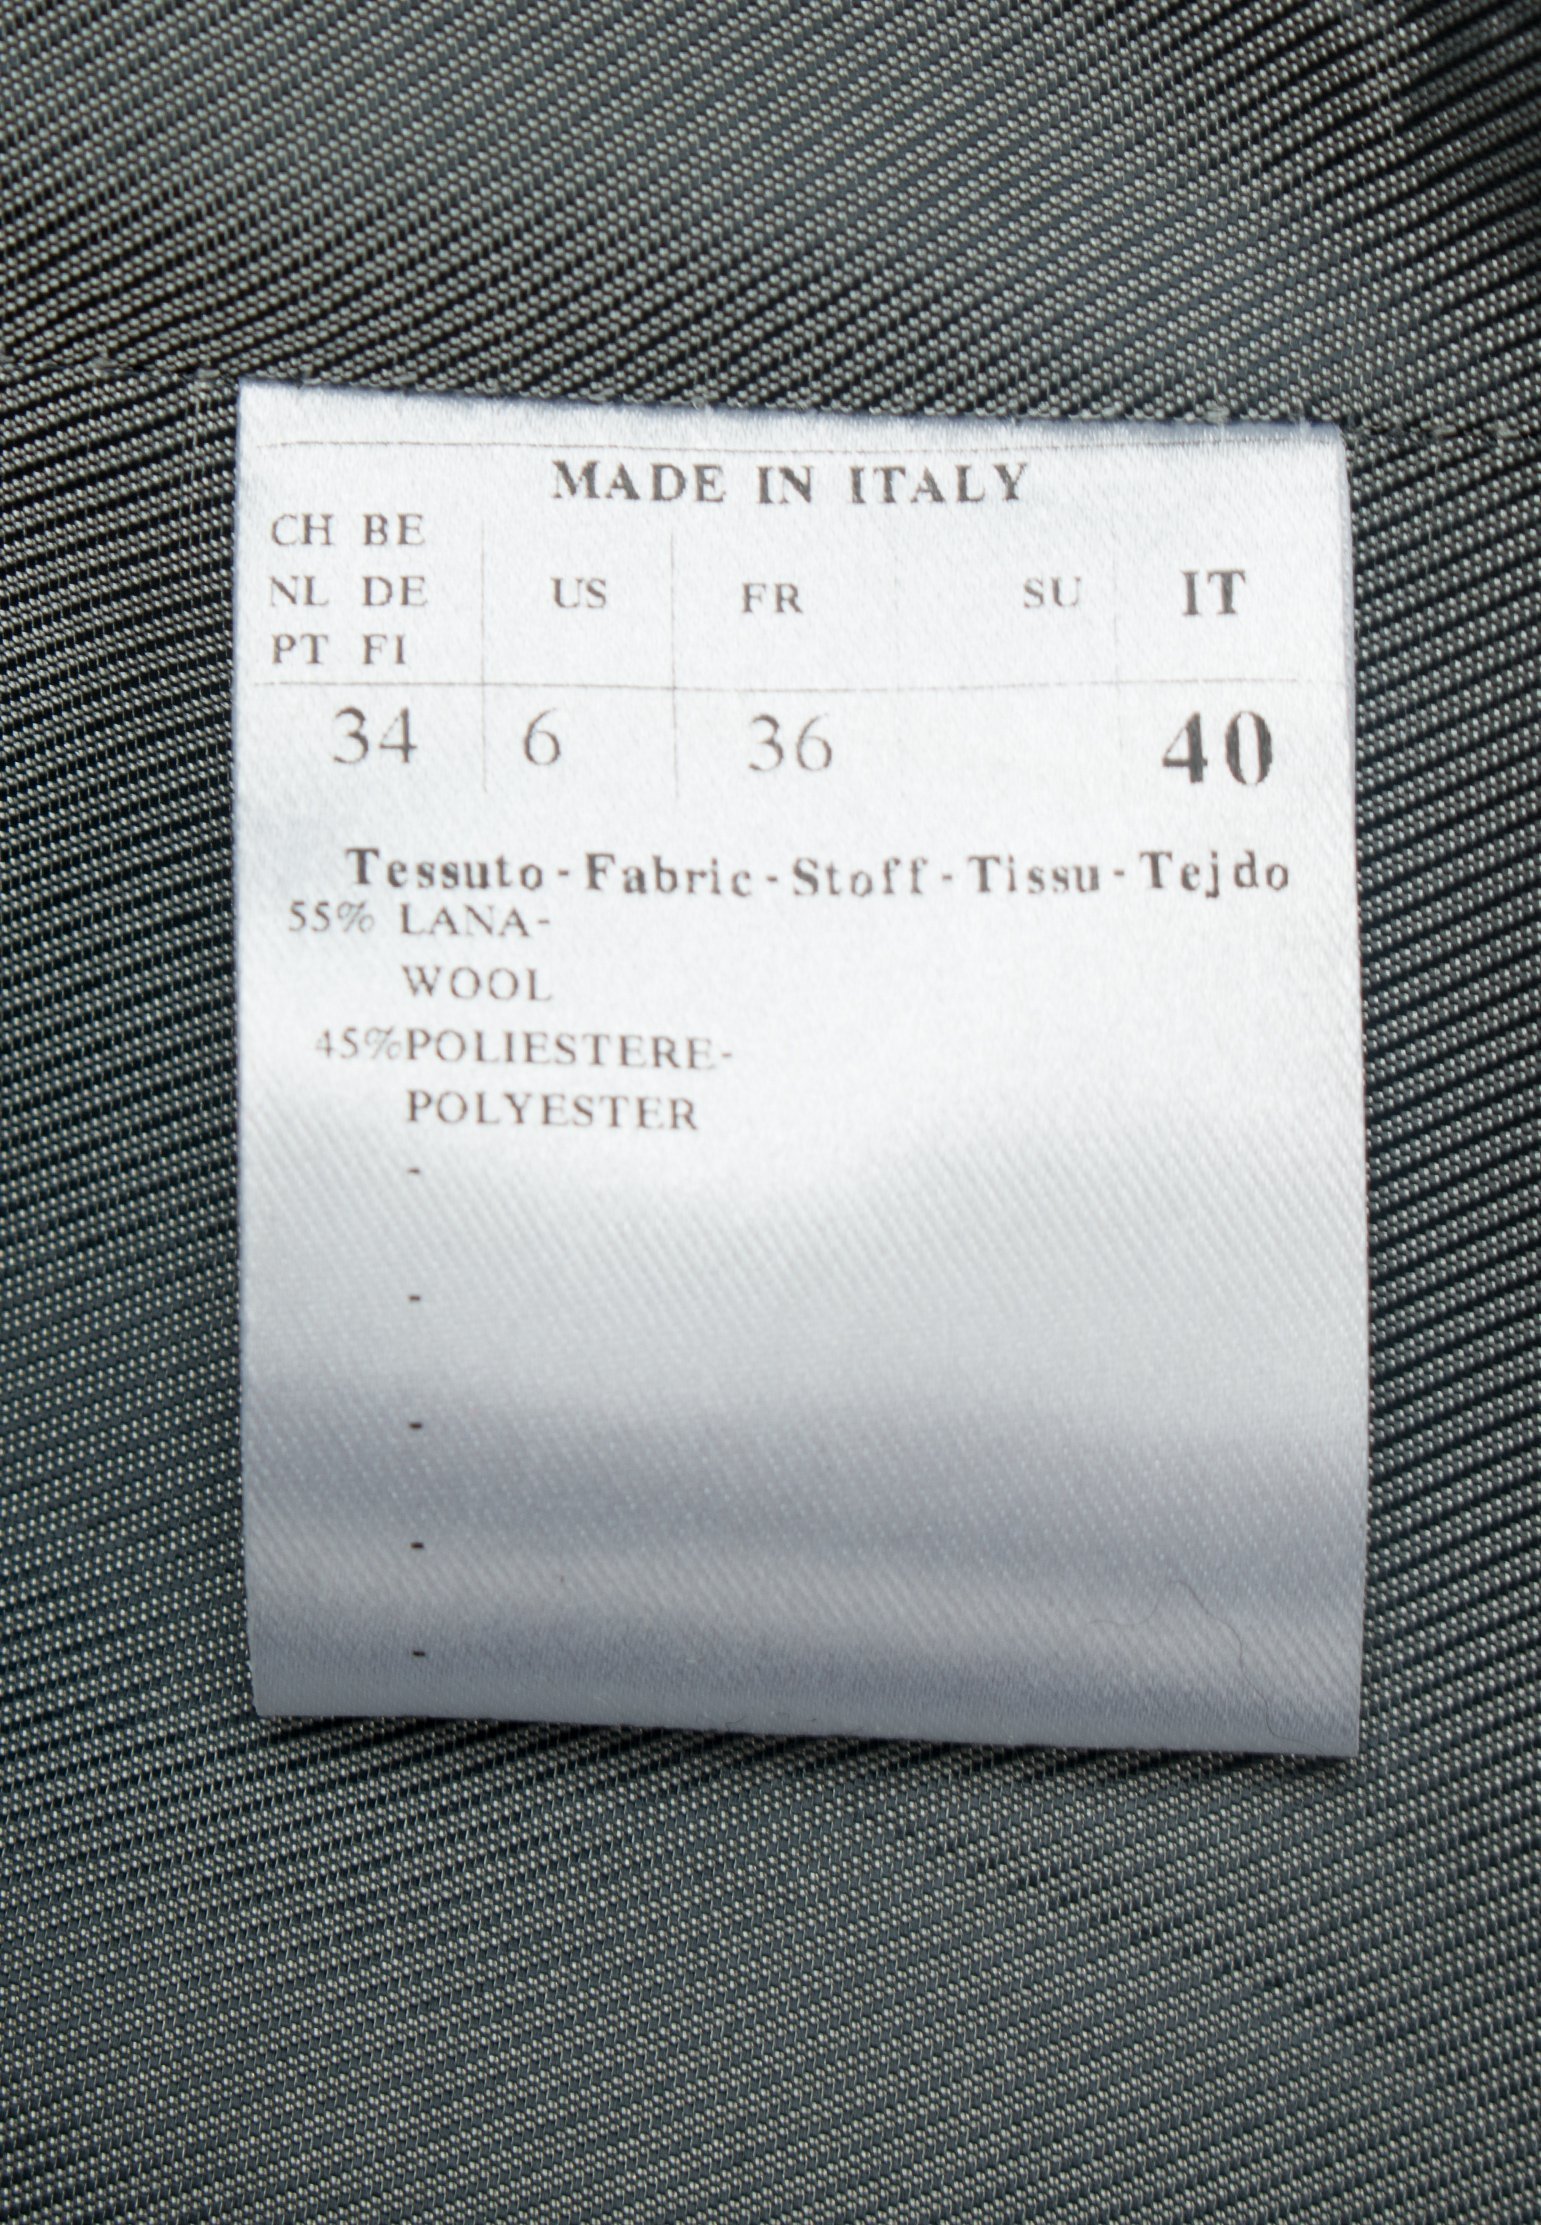 MADE IN ITALY
CH BE
NL DE US FR SU IT
PT FI
34 6 36 40
Tessuto-Fabric-Stoff-Tissu-Tejdo
55% LANA-
WOOL
45%POLIESTERE-
POLYESTER
-
-
-
-
-